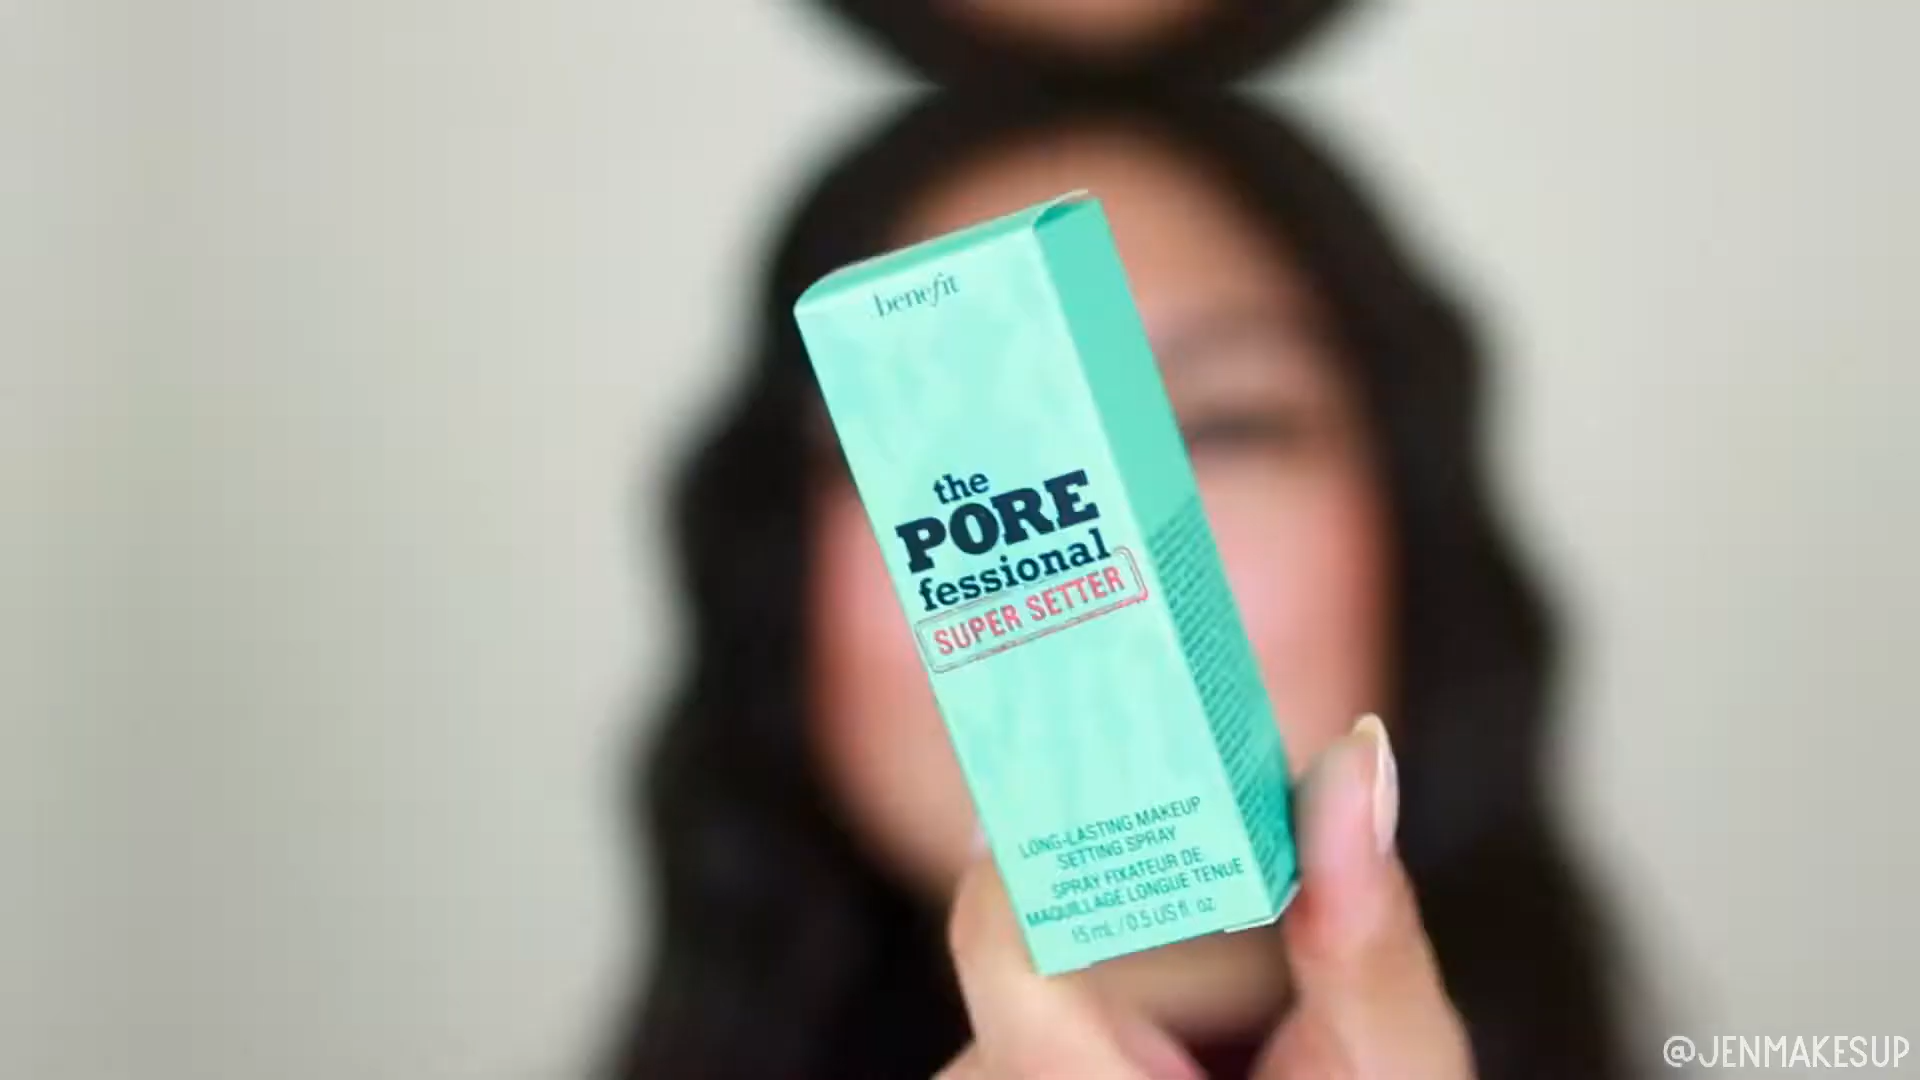 benefit
the
PORE
fessional
SUPER SETTER
LONG-LASTING MAKEUP
SETTING SPRAY
SPRAY FIXATEUR DE
MAQUILLAGE LONGUE TENUE
15 mL / 0.5 US fl. oz.
@JENMAKESUP